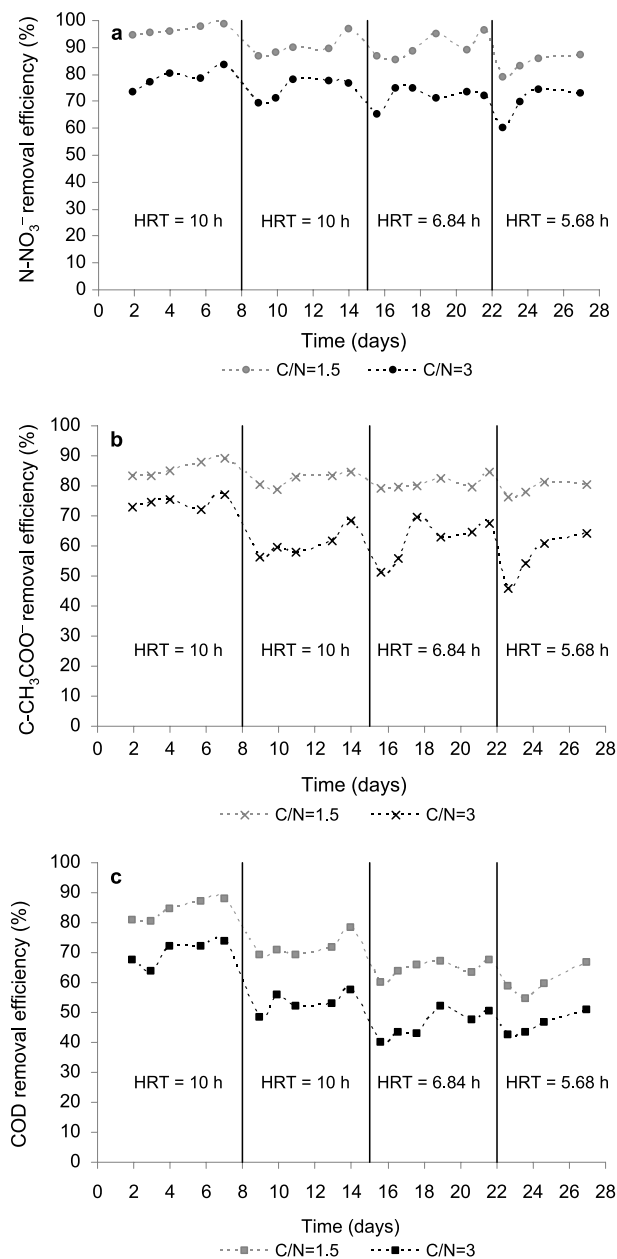 a
N-NO₃⁻ removal efficiency (%)
100
90
80
70
60
50
40
30
20
10
0
HRT = 10 h HRT = 10 h HRT = 6.84 h HRT = 5.68 h
0 2 4 6 8 10 12 14 16 18 20 22 24 26 28
Time (days)
C/N=1.5 C/N=3
b
C-CH₃COO⁻ removal efficiency (%)
100
90
80
70
60
50
40
30
20
10
0
HRT = 10 h HRT = 10 h HRT = 6.84 h HRT = 5.68 h
0 2 4 6 8 10 12 14 16 18 20 22 24 26 28
Time (days)
C/N=1.5 C/N=3
c
COD removal efficiency (%)
100
90
80
70
60
50
40
30
20
10
0
HRT = 10 h HRT = 10 h HRT = 6.84 h HRT = 5.68 h
0 2 4 6 8 10 12 14 16 18 20 22 24 26 28
Time (days)
C/N=1.5 C/N=3